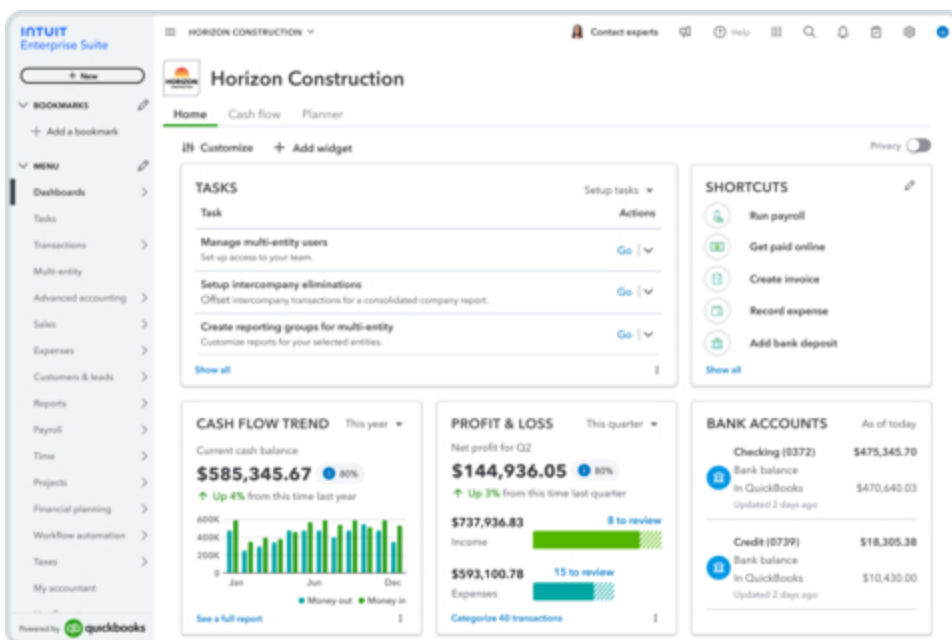 INTUIT
Enterprise Suite
HORIZON CONSTRUCTION
Contact experts
Help
+ New
HORIZON
Horizon Construction
BOOKMARKS
+ Add a bookmark
Home Cash flow Planner
Customize + Add widget
Privacy
MENU
Dashboards
Tasks
Transactions
Multi-entity
Advanced accounting
Sales
Expenses
Customers & leads
Reports
Payroll
Time
Projects
Financial planning
Workflow automation
Taxes
My accountant
Powered by qb quickbooks
TASKS
Setup tasks
Task Actions
Manage multi-entity users
Set up access to your team.
Go
Setup intercompany eliminations
Offset intercompany transactions for a consolidated company report.
Go
Create reporting groups for multi-entity
Customize reports for your selected entities.
Go
Show all
SHORTCUTS
Run payroll
Get paid online
Create invoice
Record expense
Add bank deposit
Show all
CASH FLOW TREND This year
Current cash balance
$585,345.67 80%
Up 4% from this time last year
600K
400K
200K
0
Jan Jun Dec
Money out Money in
See a full report
PROFIT & LOSS This quarter
Net profit for Q2
$144,936.05 80%
Up 3% from this time last quarter
$737,936.83 8 to review
Income
$593,100.78 15 to review
Expenses
Categorize 40 transactions
BANK ACCOUNTS As of today
Checking (0372) $475,345.70
Bank balance
In QuickBooks $470,640.03
Updated 2 days ago
Credit (0739) $18,305.38
Bank balance
In QuickBooks $10,430.00
Updated 2 days ago